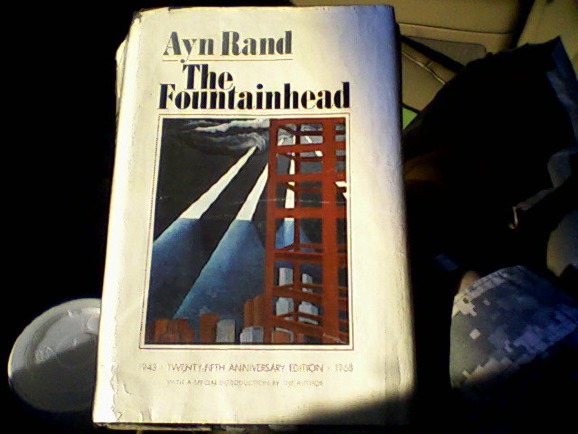 Ayn Rand
The
Fountainhead
1943 • TWENTY-FIFTH ANNIVERSARY EDITION • 1968
WITH A SPECIAL INTRODUCTION BY THE AUTHOR